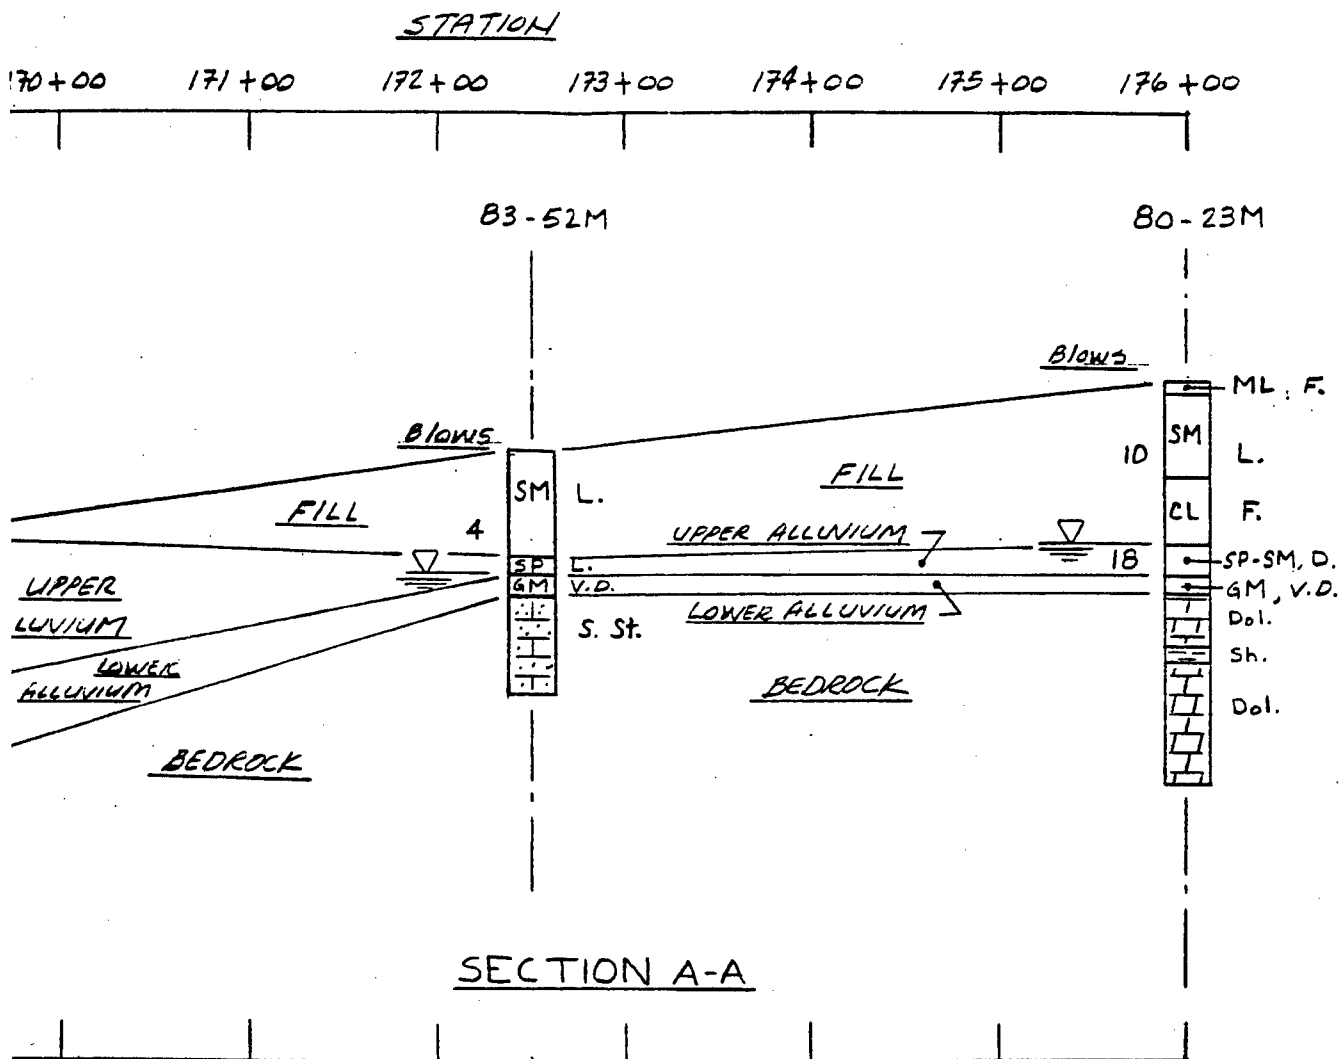 STATION
170+00 171+00 172+00 173+00 174+00 175+00 176+00
83-52M 80-23M
Blows
ML, F.
Blows
SM
10 L.
SM L.
FILL
CL F.
FILL
4
UPPER ALLUVIUM
SP L.
18
SP-SM, D.
UPPER
GM V.D.
GM, V.D.
LOWER ALLUVIUM
Dol.
LUVIUM
S. St.
Sh.
LOWER
ALLUVIUM
BEDROCK
Dol.
BEDROCK
SECTION A-A